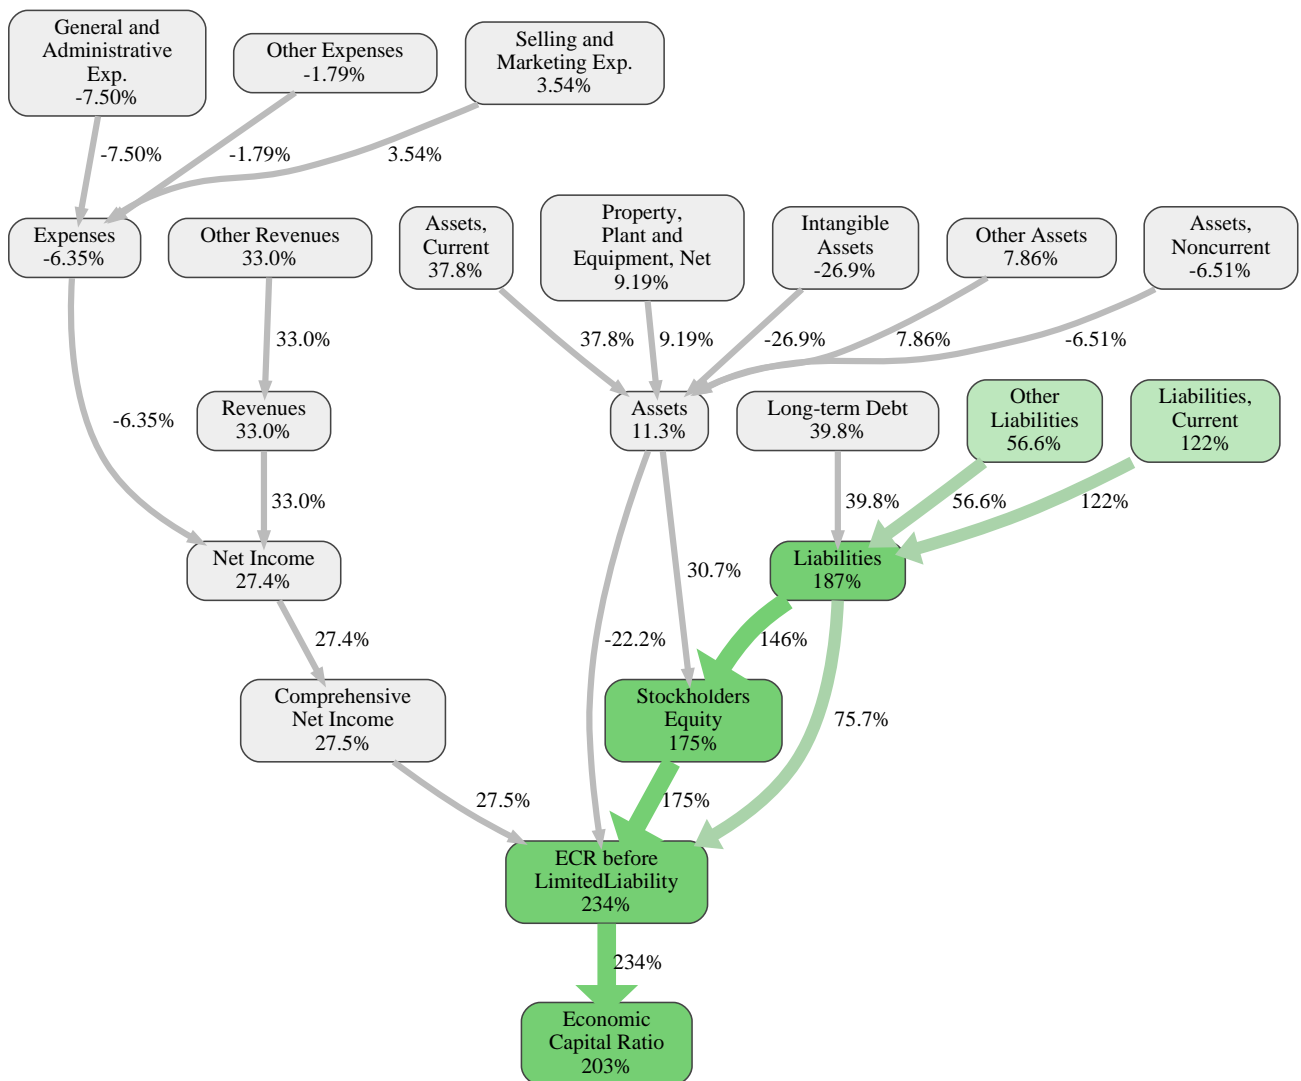 General and
Administrative
Exp.
-7.50%
Other Expenses
-1.79%
Selling and
Marketing Exp.
3.54%
-7.50%
-1.79%
3.54%
Expenses
-6.35%
Other Revenues
33.0%
Assets,
Current
37.8%
Property,
Plant and
Equipment, Net
9.19%
Intangible
Assets
-26.9%
Other Assets
7.86%
Assets,
Noncurrent
-6.51%
33.0%
37.8%
9.19%
-26.9%
7.86%
-6.51%
-6.35%
Revenues
33.0%
Assets
11.3%
Long-term Debt
39.8%
Other
Liabilities
56.6%
Liabilities,
Current
122%
33.0%
39.8%
56.6%
122%
Net Income
27.4%
30.7%
Liabilities
187%
27.4%
-22.2%
146%
Comprehensive
Net Income
27.5%
Stockholders
Equity
175%
75.7%
27.5%
175%
ECR before
LimitedLiability
234%
234%
Economic
Capital Ratio
203%